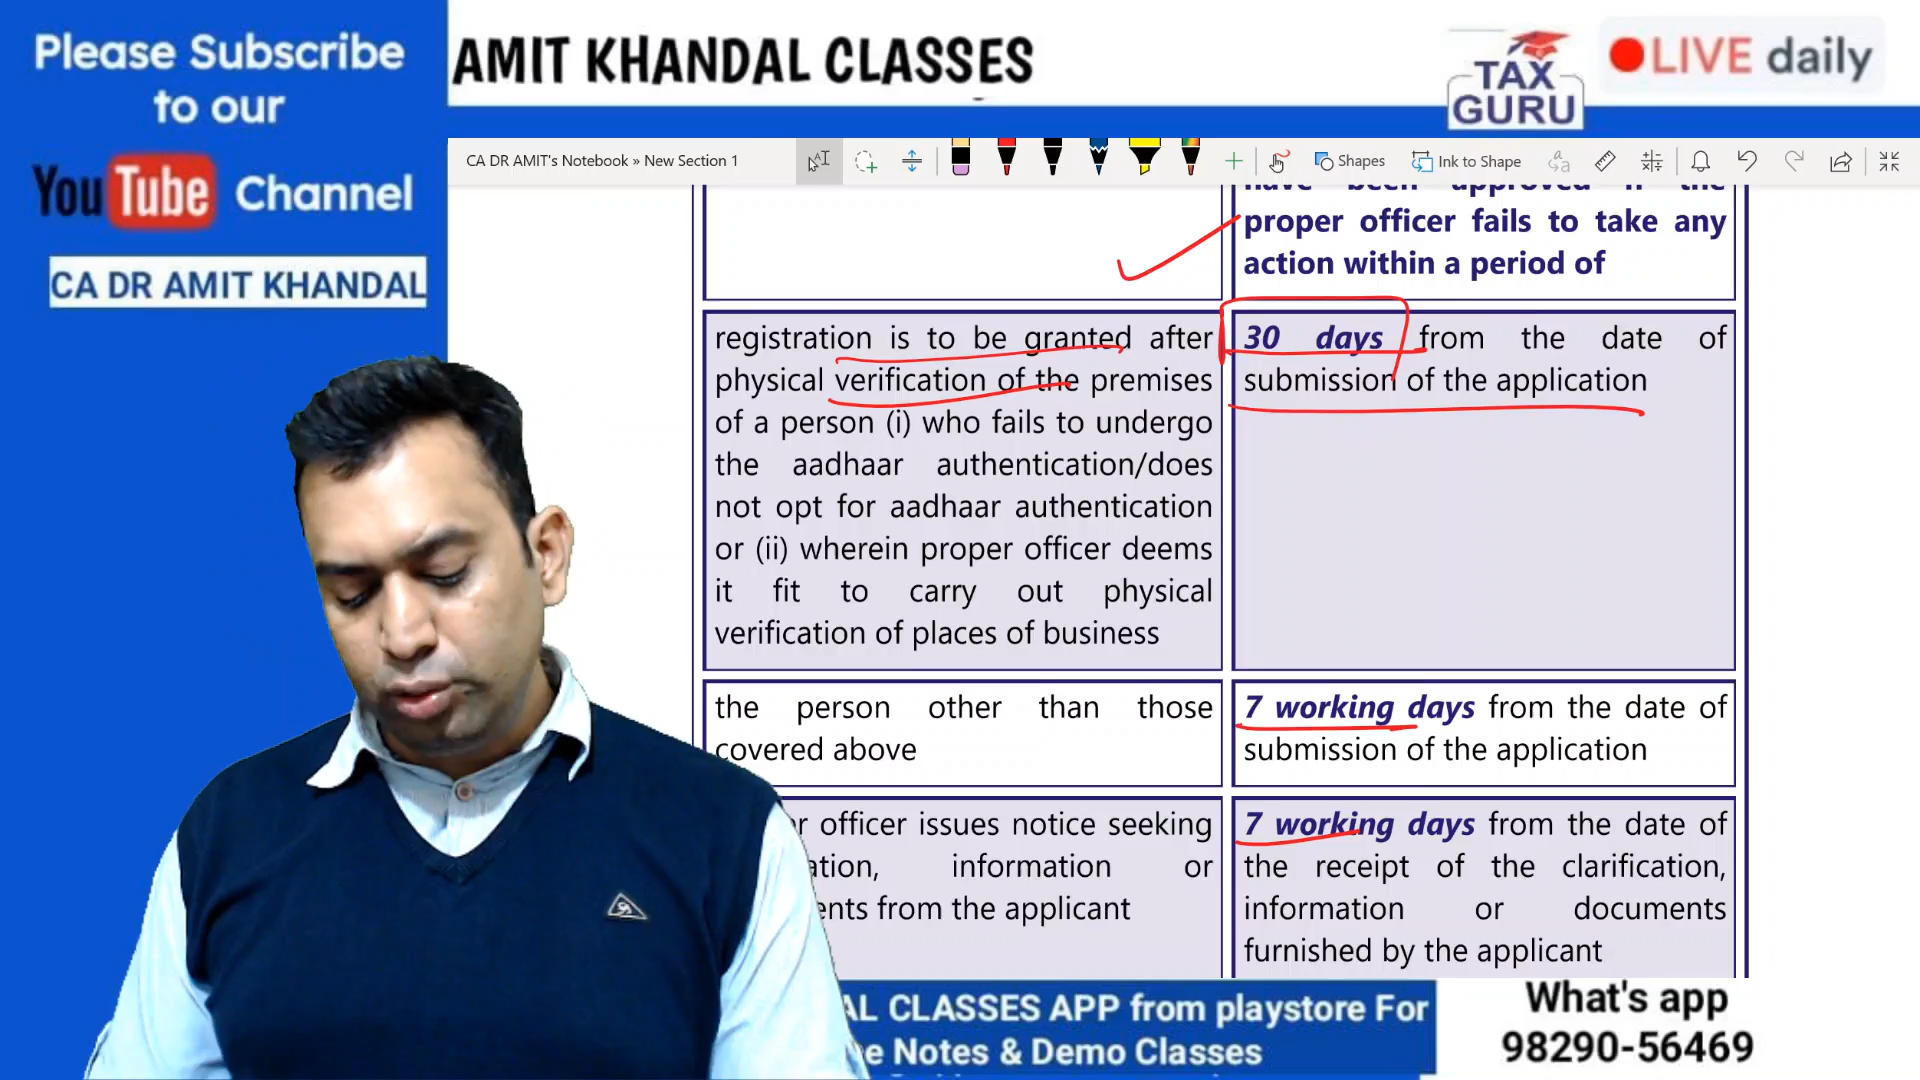 Please Subscribe
to our
YouTube Channel
CA DR AMIT KHANDAL
AMIT KHANDAL CLASSES
TAX
GURU
LIVE daily
CA DR AMIT's Notebook » New Section 1
Shapes
Ink to Shape
have been approved if the
proper officer fails to take any
action within a period of
registration is to be granted after
physical verification of the premises
of a person (i) who fails to undergo
the aadhaar authentication/does
not opt for aadhaar authentication
or (ii) wherein proper officer deems
it fit to carry out physical
verification of places of business
30 days from the date of
submission of the application
the person other than those
covered above
7 working days from the date of
submission of the application
officer issues notice seeking
information or
from the applicant
7 working days from the date of
the receipt of the clarification,
information or documents
furnished by the applicant
CLASSES APP from playstore For
Notes & Demo Classes
What's app
98290-56469